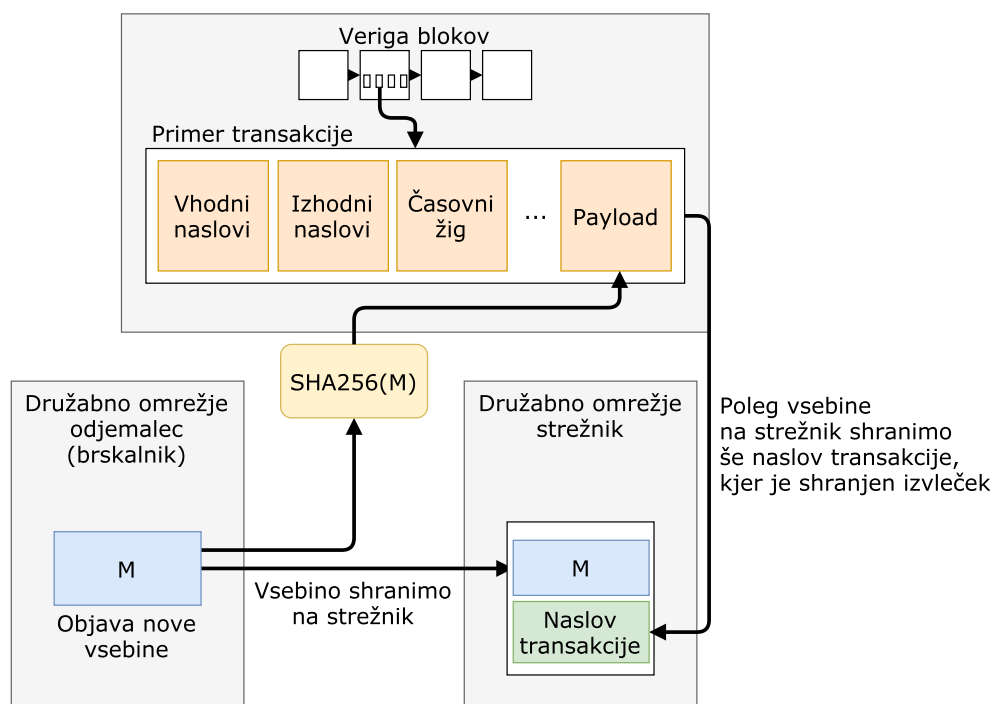 Veriga blokov
Primer transakcije
Vhodni
naslovi
Izhodni
naslovi
Časovni
žig
...
Payload
SHA256(M)
Družabno omrežje
odjemalec
(brskalnik)
Družabno omrežje
strežnik
Poleg vsebine
na strežnik shranimo
še naslov transakcije,
kjer je shranjen izvleček
M
Objava nove
vsebine
Vsebino shranimo
na strežnik
M
Naslov
transakcije